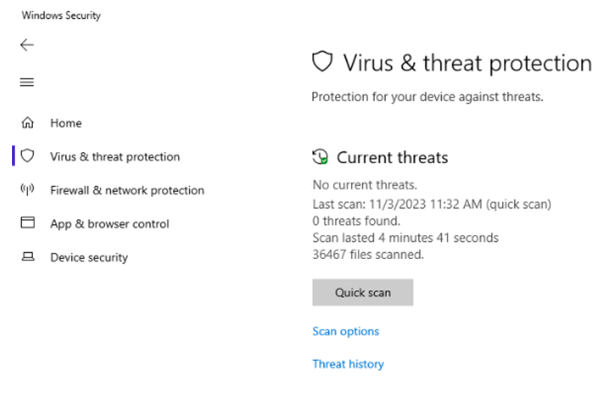 Windows Security
Home
Virus & threat protection
Firewall & network protection
App & browser control
Device security
Virus & threat protection
Protection for your device against threats.
Current threats
No current threats.
Last scan: 11/3/2023 11:32 AM (quick scan)
0 threats found.
Scan lasted 4 minutes 41 seconds
36467 files scanned.
Quick scan
Scan options
Threat history